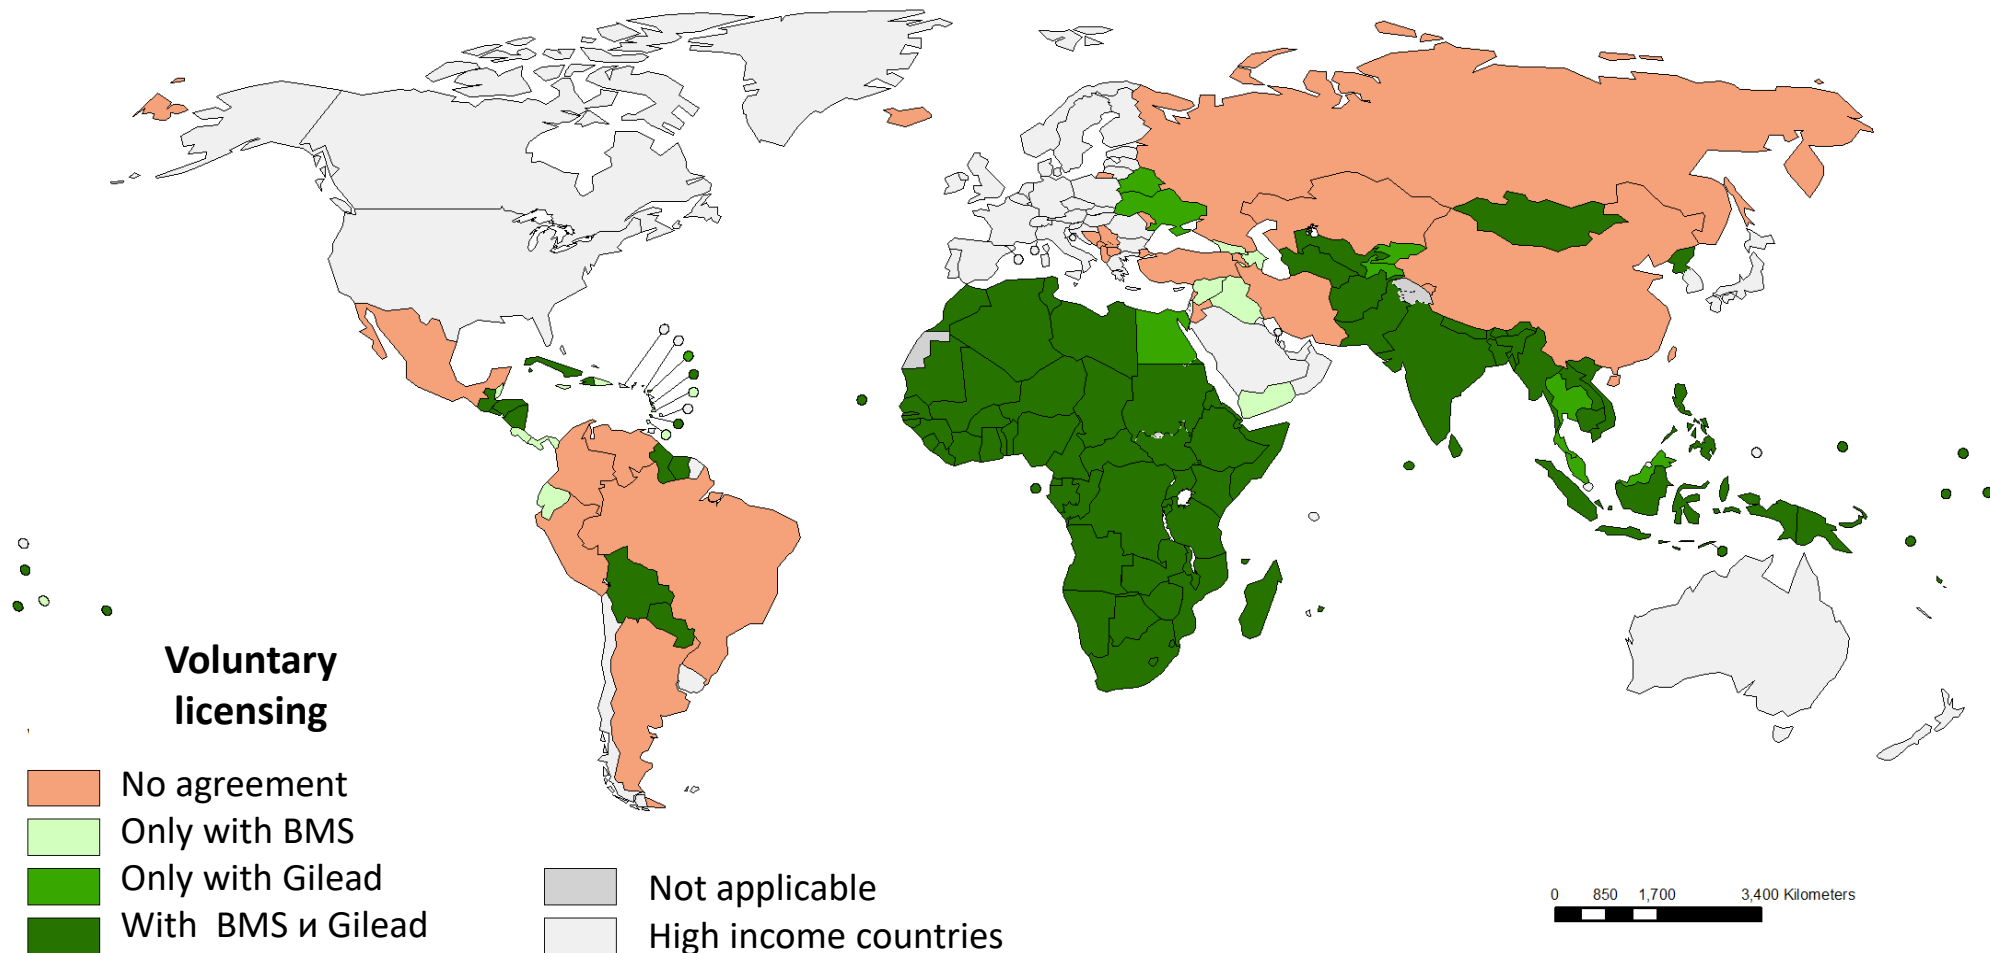 Voluntary
licensing
No agreement
Only with BMS
Only with Gilead
With BMS и Gilead
Not applicable
High income countries
0 850 1,700 3,400 Kilometers